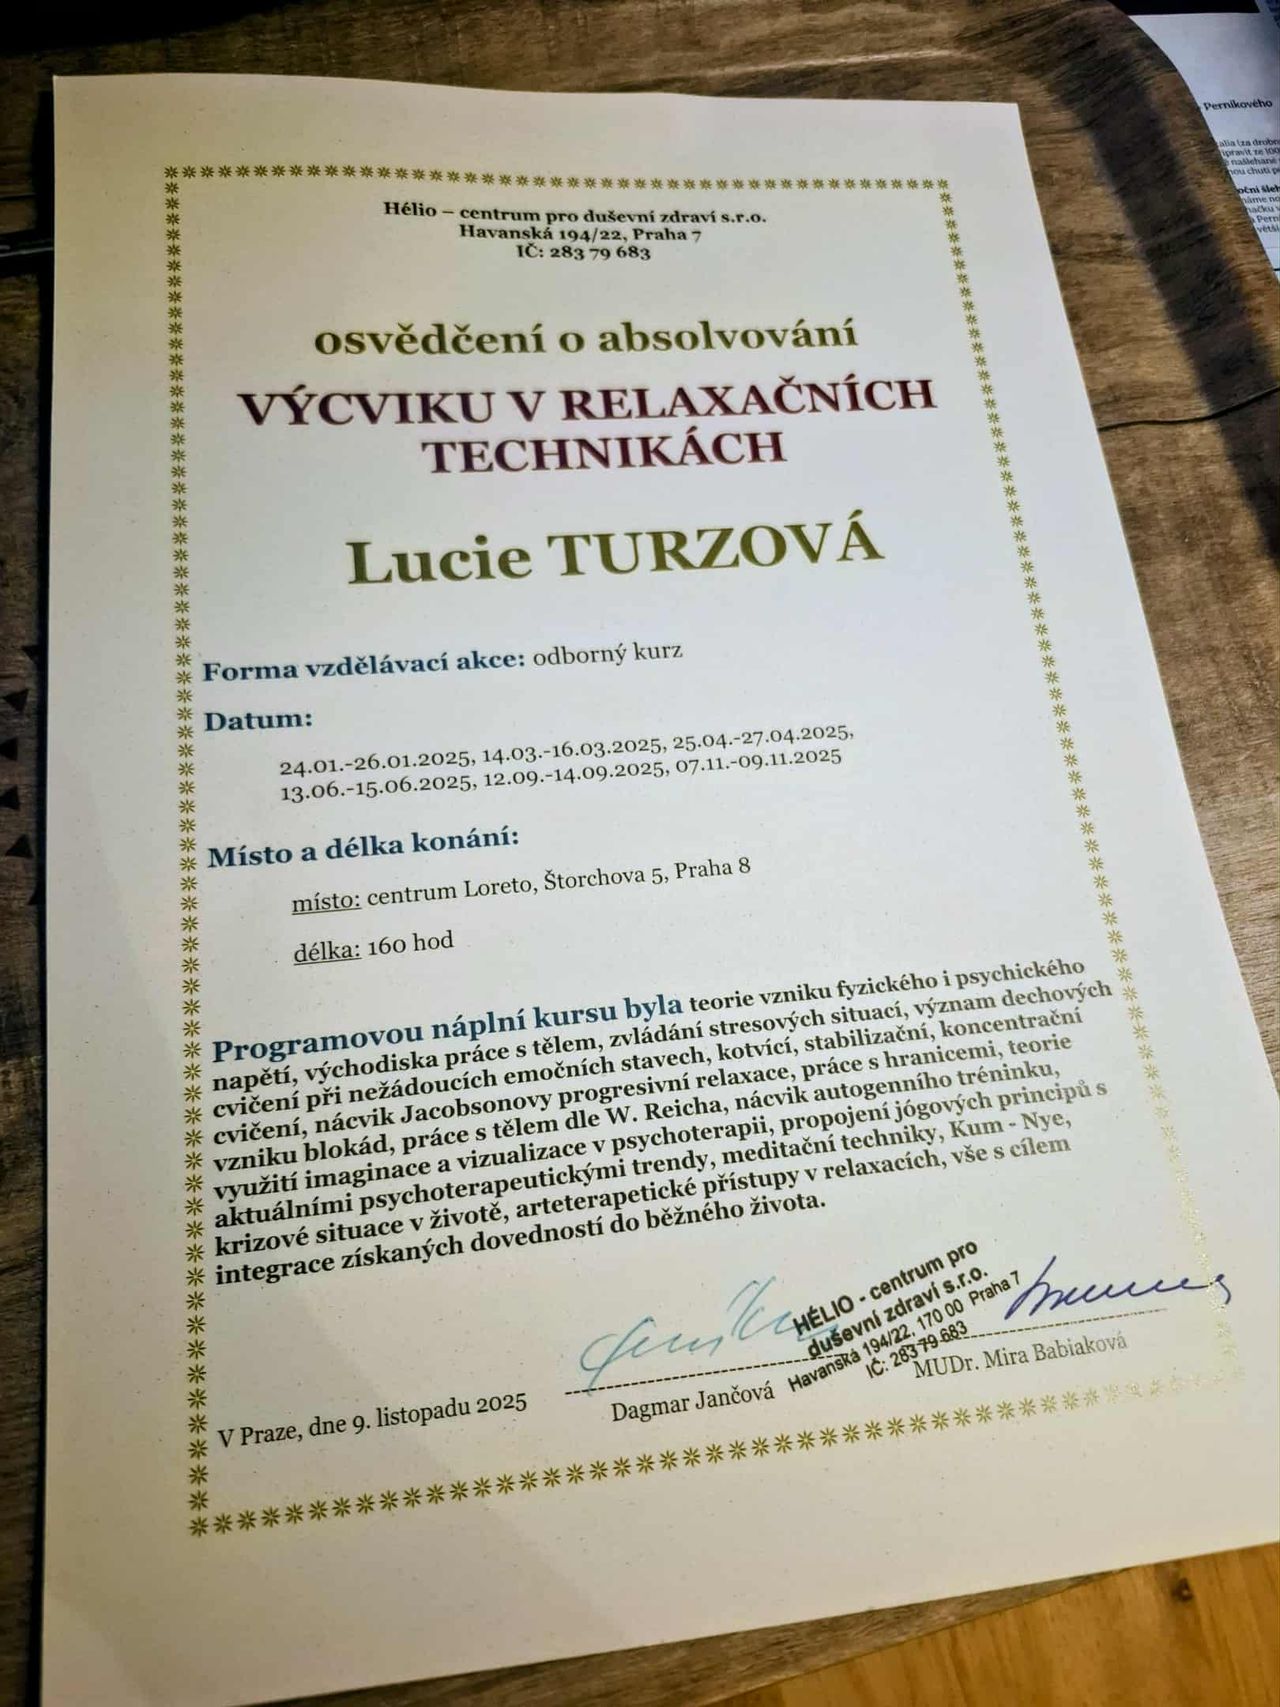 Hélio – centrum pro duševní zdraví s.r.o.
Havanská 194/22, Praha 7
IČ: 283 79 683
osvědčení o absolvování
VÝCVIKU V RELAXAČNÍCH
TECHNIKÁCH
Lucie TURZOVÁ
Forma vzdělávací akce: odborný kurz
Datum:
24.01.-26.01.2025, 14.03.-16.03.2025, 25.04.-27.04.2025,
13.06.-15.06.2025, 12.09.-14.09.2025, 07.11.-09.11.2025
Místo a délka konání:
místo: centrum Loreto, Štorchova 5, Praha 8
délka: 160 hod
Programovou náplní kursu byla teorie vzniku fyzického i psychického
napětí, východiska práce s tělem, zvládání stresových situací, význam dechových
cvičení při nežádoucích emočních stavech, kotvící, stabilizační, koncentrační
cvičení, nácvik Jacobsonovy progresivní relaxace, práce s hranicemi, teorie
vzniku blokád, práce s tělem dle W. Reicha, nácvik autogenního tréninku,
využití imaginace a vizualizace v psychoterapii, propojení jógových principů s
aktuálními psychoterapeutickými trendy, meditační techniky, Kum - Nye,
krizové situace v životě, arteterapetické přístupy v relaxacích, vše s cílem
integrace získaných dovedností do běžného života.
HÉLIO - centrum pro
duševní zdraví s.r.o.
Havanská 194/22, 170 00 Praha 7
IČ: 283 79 683
V Praze, dne 9. listopadu 2025
Dagmar Jančová
MUDr. Mira Babiaková
Perníkového